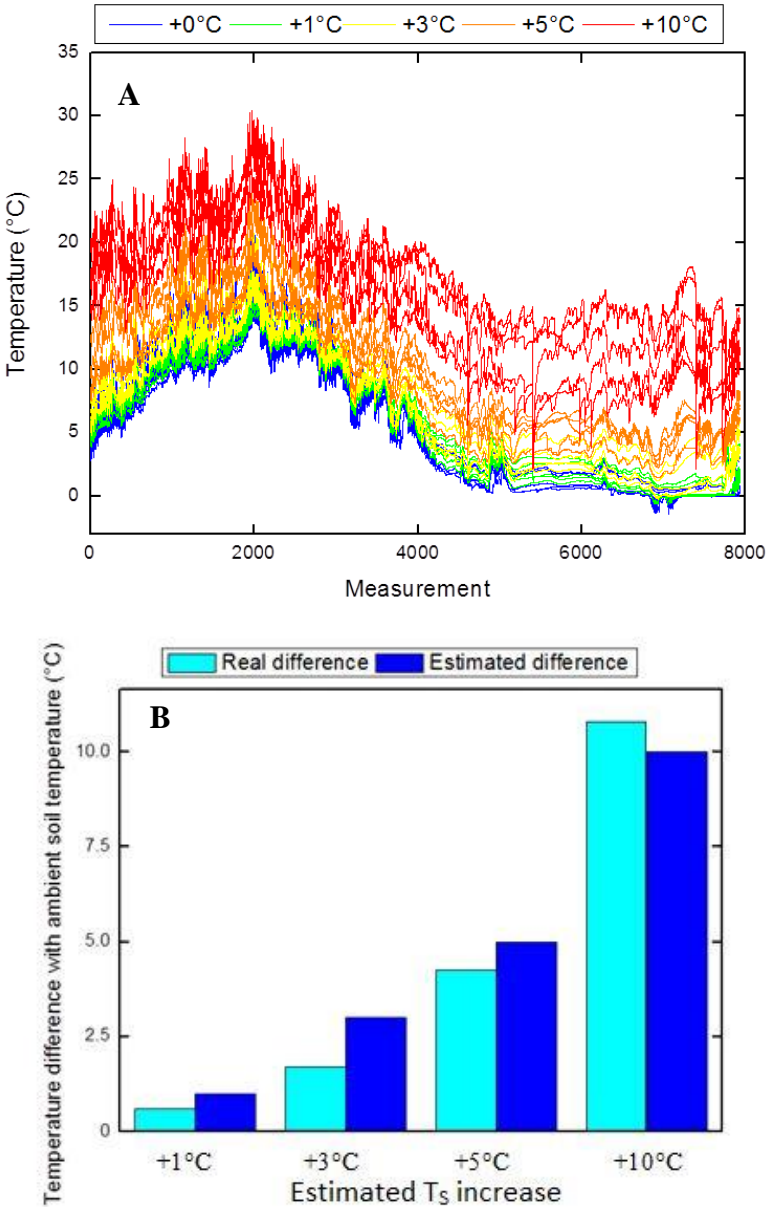 +0°C +1°C +3°C +5°C +10°C
A
35
30
25
20
15
10
5
0
Temperature (°C)
0 2000 4000 6000 8000
Measurement
Real difference Estimated difference
B
10.0
7.5
5.0
2.5
0
Temperature difference with ambient soil temperature (°C)
+1°C +3°C +5°C +10°C
Estimated TS increase